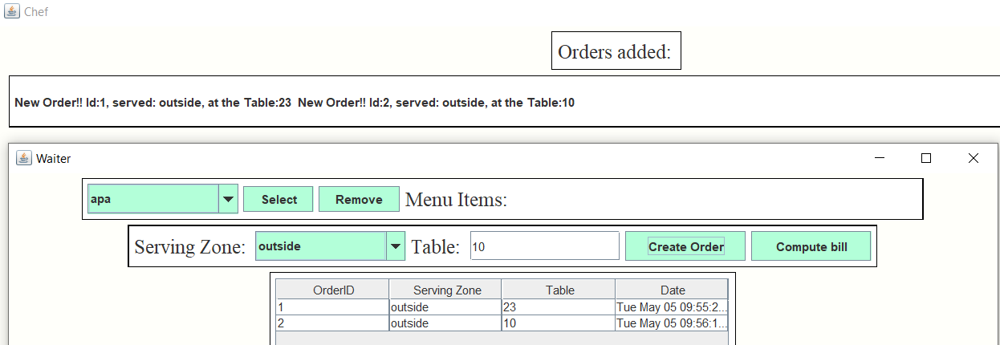 Chef
Orders added:
New Order!! Id:1, served: outside, at the Table:23 New Order!! Id:2, served: outside, at the Table:10
Waiter
apa Select Remove Menu Items:
Serving Zone: outside Table: 10 Create Order Compute bill
OrderID Serving Zone Table Date
1 outside 23 Tue May 05 09:55:2...
2 outside 10 Tue May 05 09:56:1...